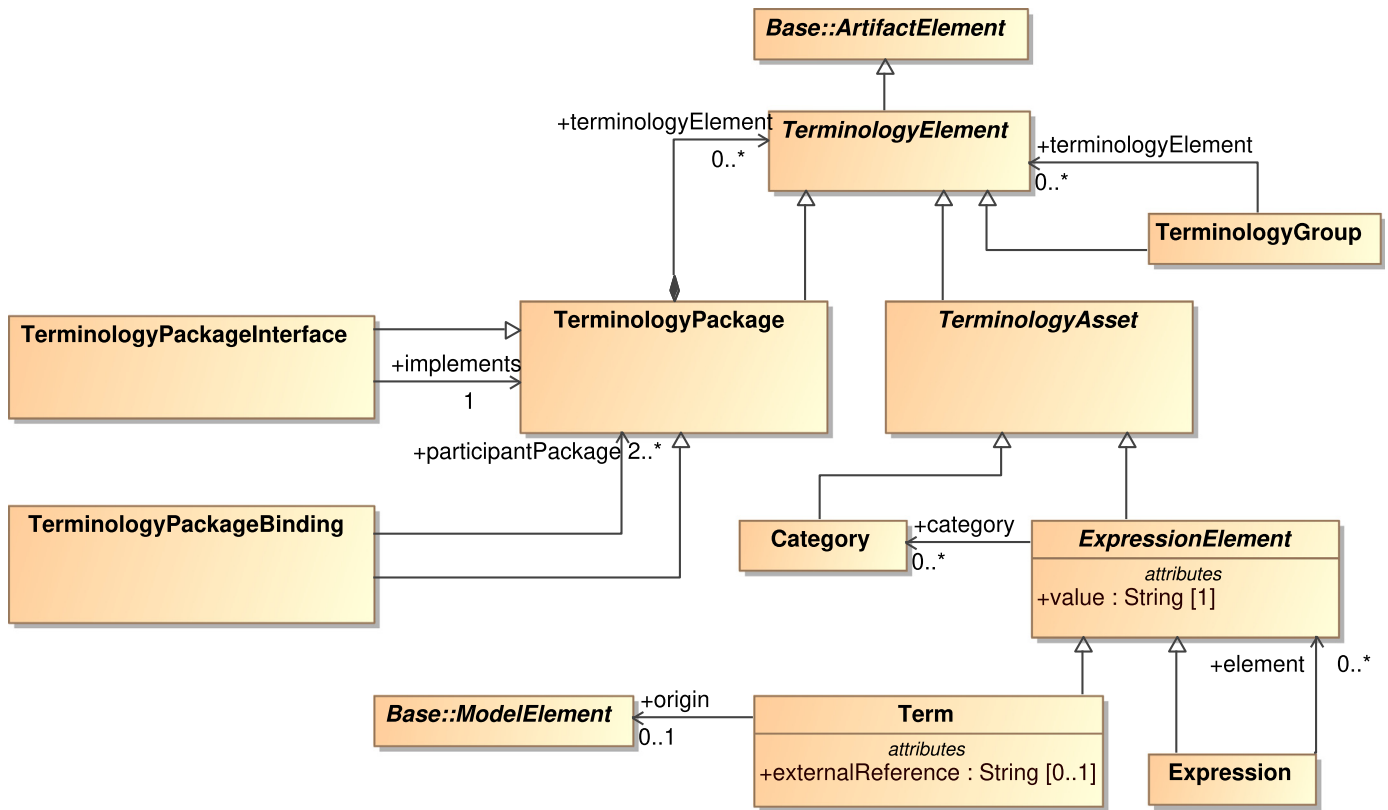 Base::ArtifactElement
+terminologyElement
0..*
TerminologyElement
+terminologyElement
0..*
TerminologyGroup
TerminologyPackageInterface
+implements
1
TerminologyPackage
TerminologyAsset
+participantPackage 2..*
TerminologyPackageBinding
Category
+category
0..*
ExpressionElement
attributes
+value : String [1]
+element
0..*
Base::ModelElement
+origin
0..1
Term
attributes
+externalReference : String [0..1]
Expression